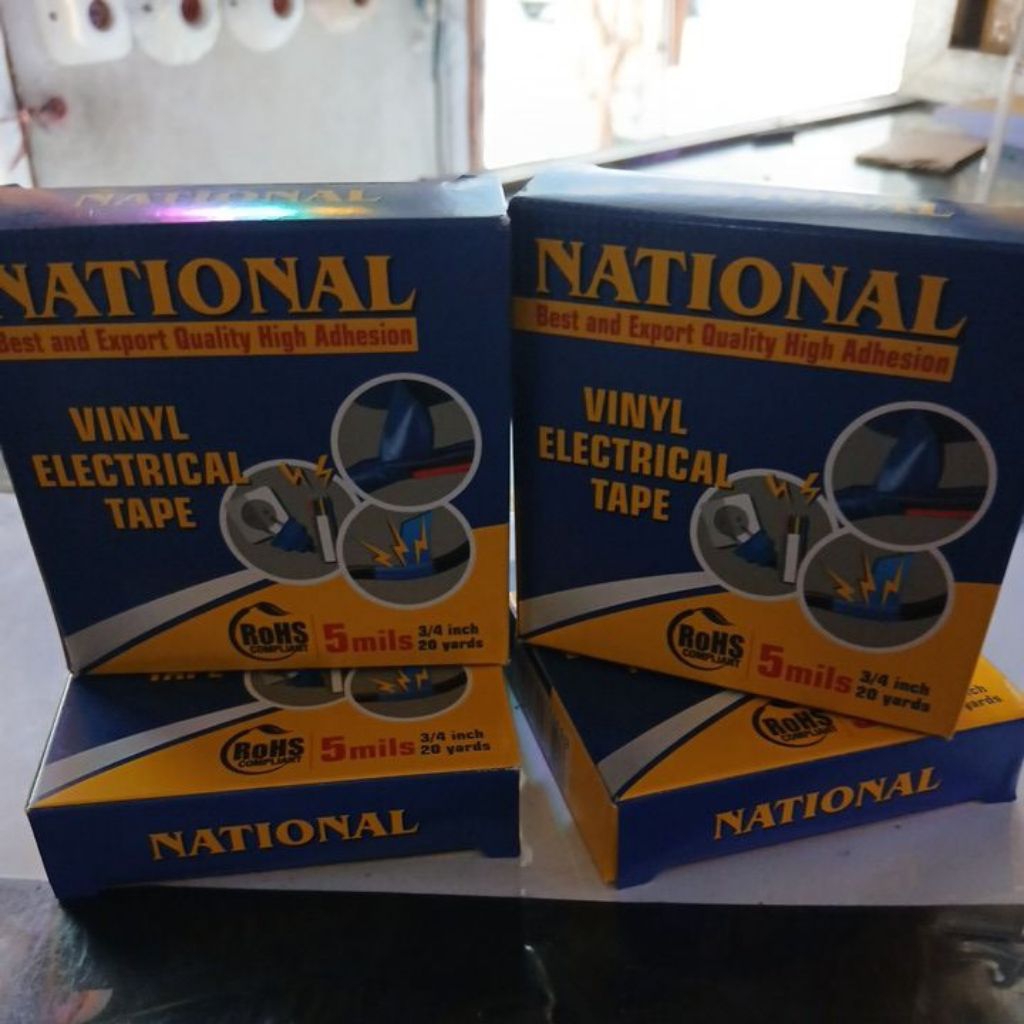 NATIONAL
NATIONAL
Best and Export Quality High Adhesion
VINYL
ELECTRICAL
TAPE
RoHS
COMPLIANT
5mils
3/4 inch
20 yards
RoHS
COMPLIANT
5mils
3/4 inch
20 yards
NATIONAL
NATIONAL
NATIONAL
Best and Export Quality High Adhesion
VINYL
ELECTRICAL
TAPE
RoHS
COMPLIANT
5mils
3/4 inch
20 yards
RoHS
COMPLIANT
NATIONAL